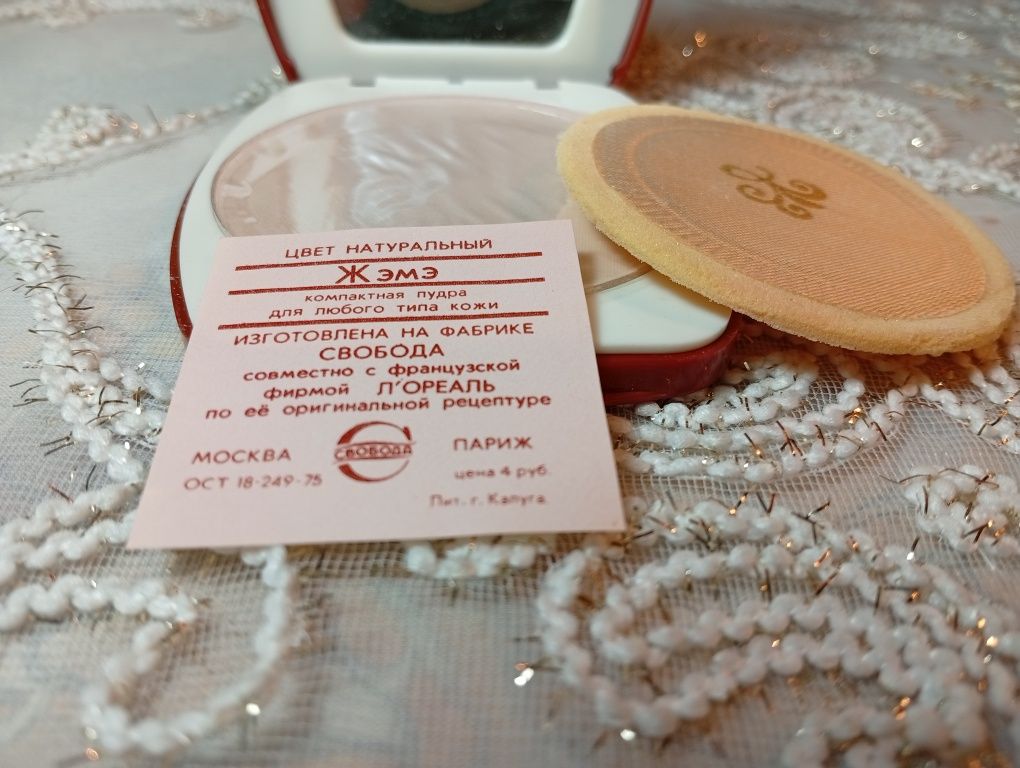 ЦВЕТ НАТУРАЛЬНЫЙ
Жэмэ
компактная пудра
для любого типа кожи
ИЗГОТОВЛЕНА НА ФАБРИКЕ
СВОБОДА
совместно с французской
фирмой Л'ОРЕАЛЬ
по её оригинальной рецептуре
МОСКВА СВОБОДА ПАРИЖ
ОСТ 18-249-75 цена 4 руб.
Пит. г. Калуга.